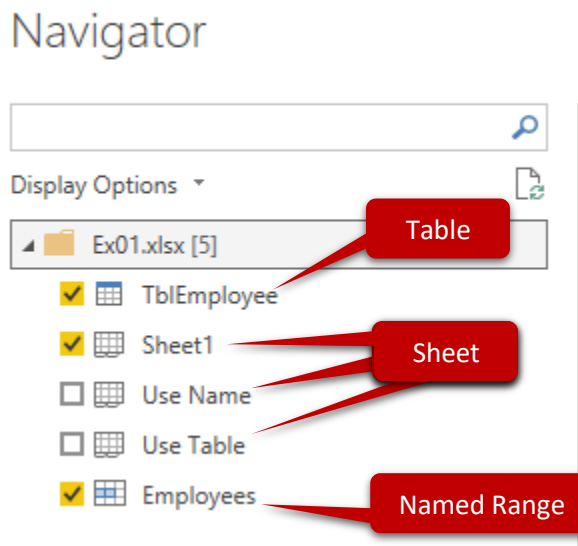 Navigator
Display Options
Ex01.xlsx [5]
Table
TblEmployee
Sheet1
Sheet
Use Name
Use Table
Employees
Named Range